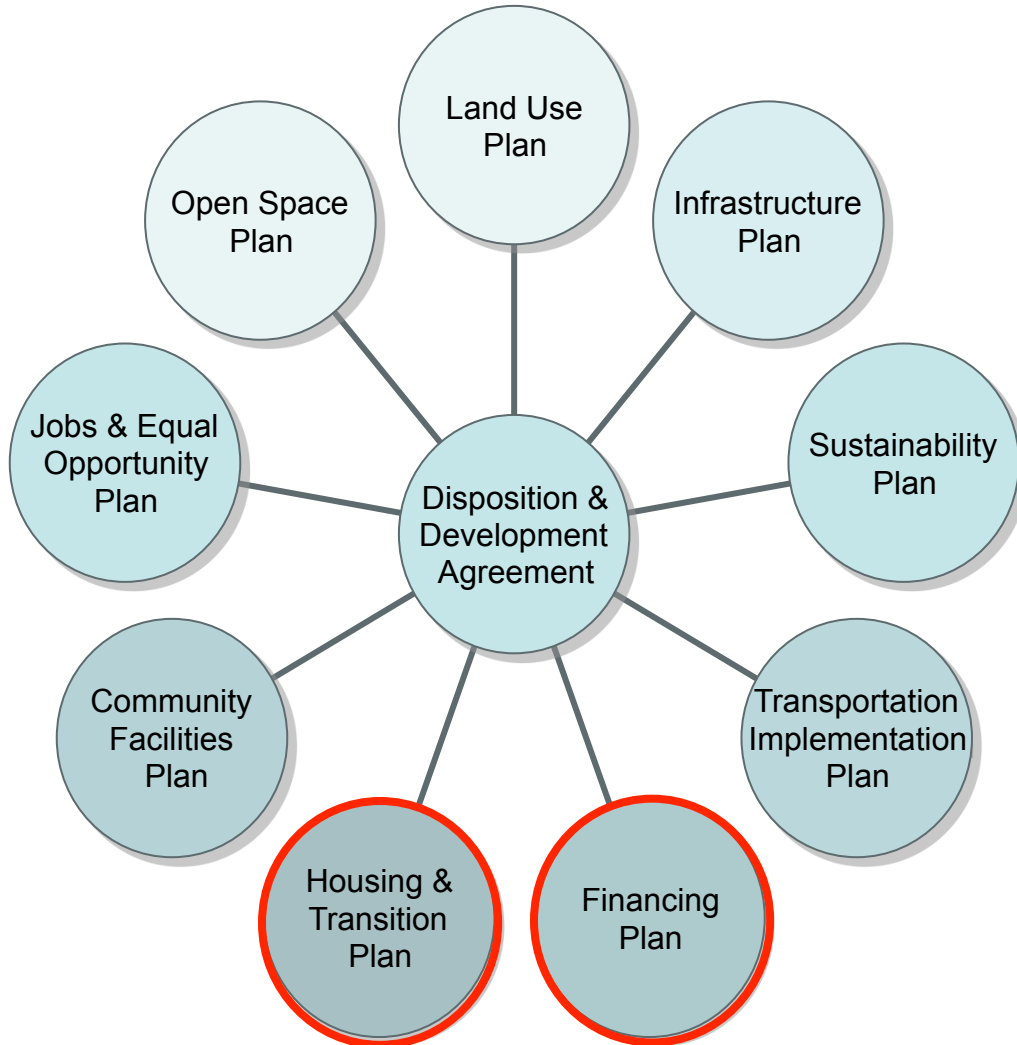 Land Use
Plan
Open Space
Plan
Infrastructure
Plan
Jobs & Equal
Opportunity
Plan
Sustainability
Plan
Disposition &
Development
Agreement
Community
Facilities
Plan
Transportation
Implementation
Plan
Housing &
Transition
Plan
Financing
Plan